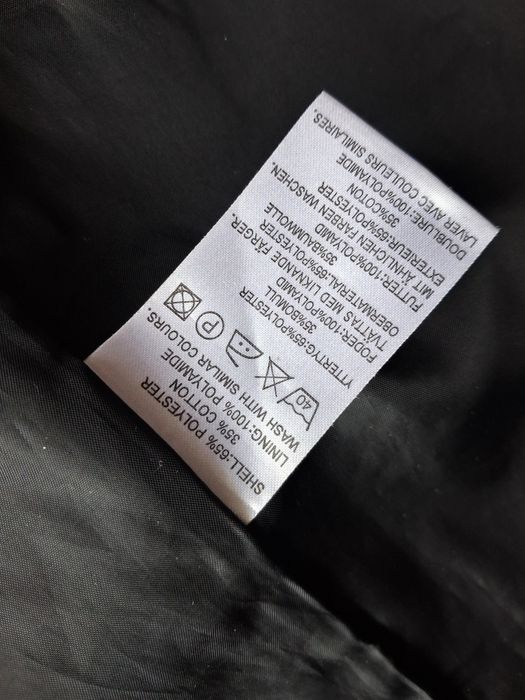 SHELL:65% POLYESTER
35% COTTON
LINING:100% POLYAMIDE
WASH WITH SIMILAR COLOURS.
40 P
YTTERTYG:65%POLYESTER
35%BOMULL
FODER:100%POLYAMID
TVÄTTAS MED LIKNANDE FÄRGER.
OBERMATERIAL:65%POLYESTER
35%BAUMWOLLE
FUTTER:100%POLYAMID
MIT ÄHNLICHEN FARBEN WASCHEN.
EXTERIEURE:65%POLYESTER
35%COTON
DOUBLURE:100%POLYAMIDE
LAVER AVEC COULEURS SIMILAIRES.